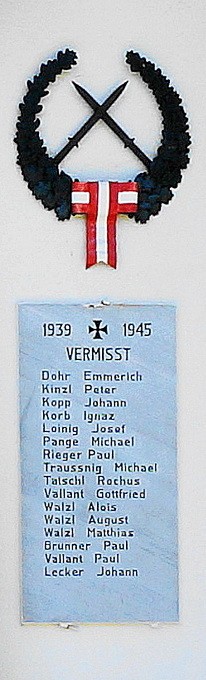 1939 1945
VERMISST
Dohr Emmerich
Kinzl Peter
Kopp Johann
Korb Ignaz
Loinig Josef
Pange Michael
Rieger Paul
Traussnig Michael
Tatschl Rochus
Vallant Gottfried
Walzl Alois
Walzl August
Walzl Matthias
Brunner Paul
Vallant Paul
Lecker Johann